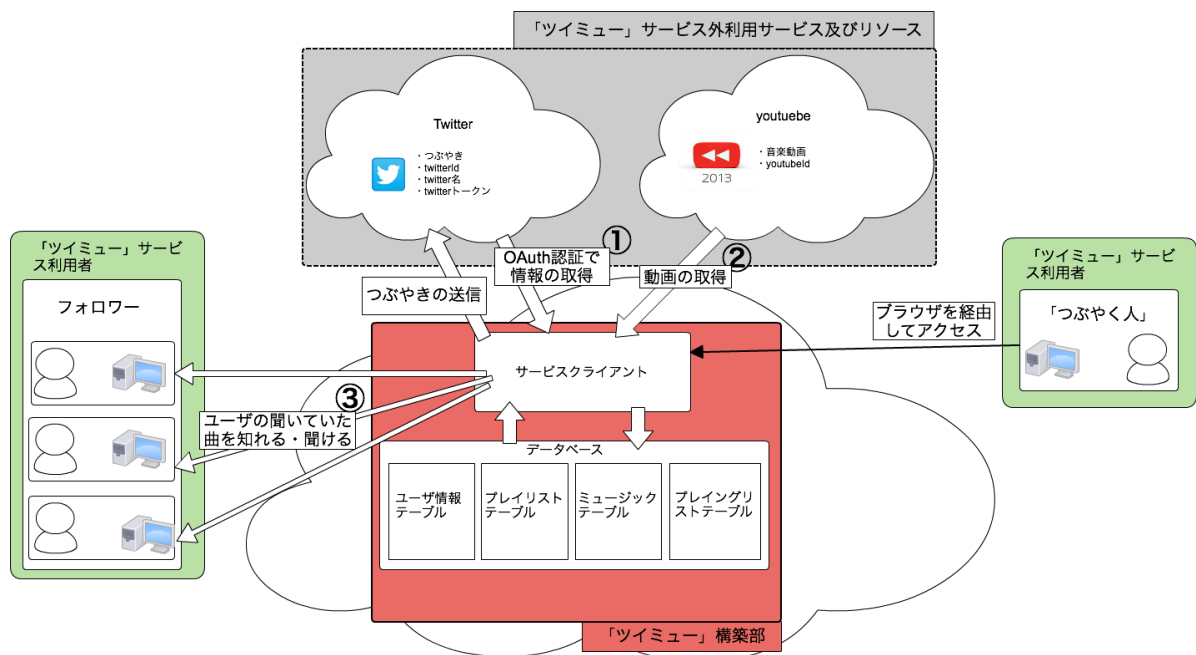 「ツイミュー」サービス外利用サービス及びリソース
Twitter
・つぶやき
・twitterId
・twitter名
・twitterトークン
youtuebe
2013
・音楽動画
・youtubeId
①
OAuth認証で
情報の取得
②
動画の取得
つぶやきの送信
「ツイミュー」サービ
ス利用者
フォロワー
③
ユーザの聞いていた
曲を知れる・聞ける
「ツイミュー」サービ
ス利用者
「つぶやく人」
ブラウザを経由
してアクセス
サービスクライアント
データベース
ユーザ情報
テーブル
プレイリスト
テーブル
ミュージック
テーブル
プレイングリ
ストテーブル
「ツイミュー」構築部